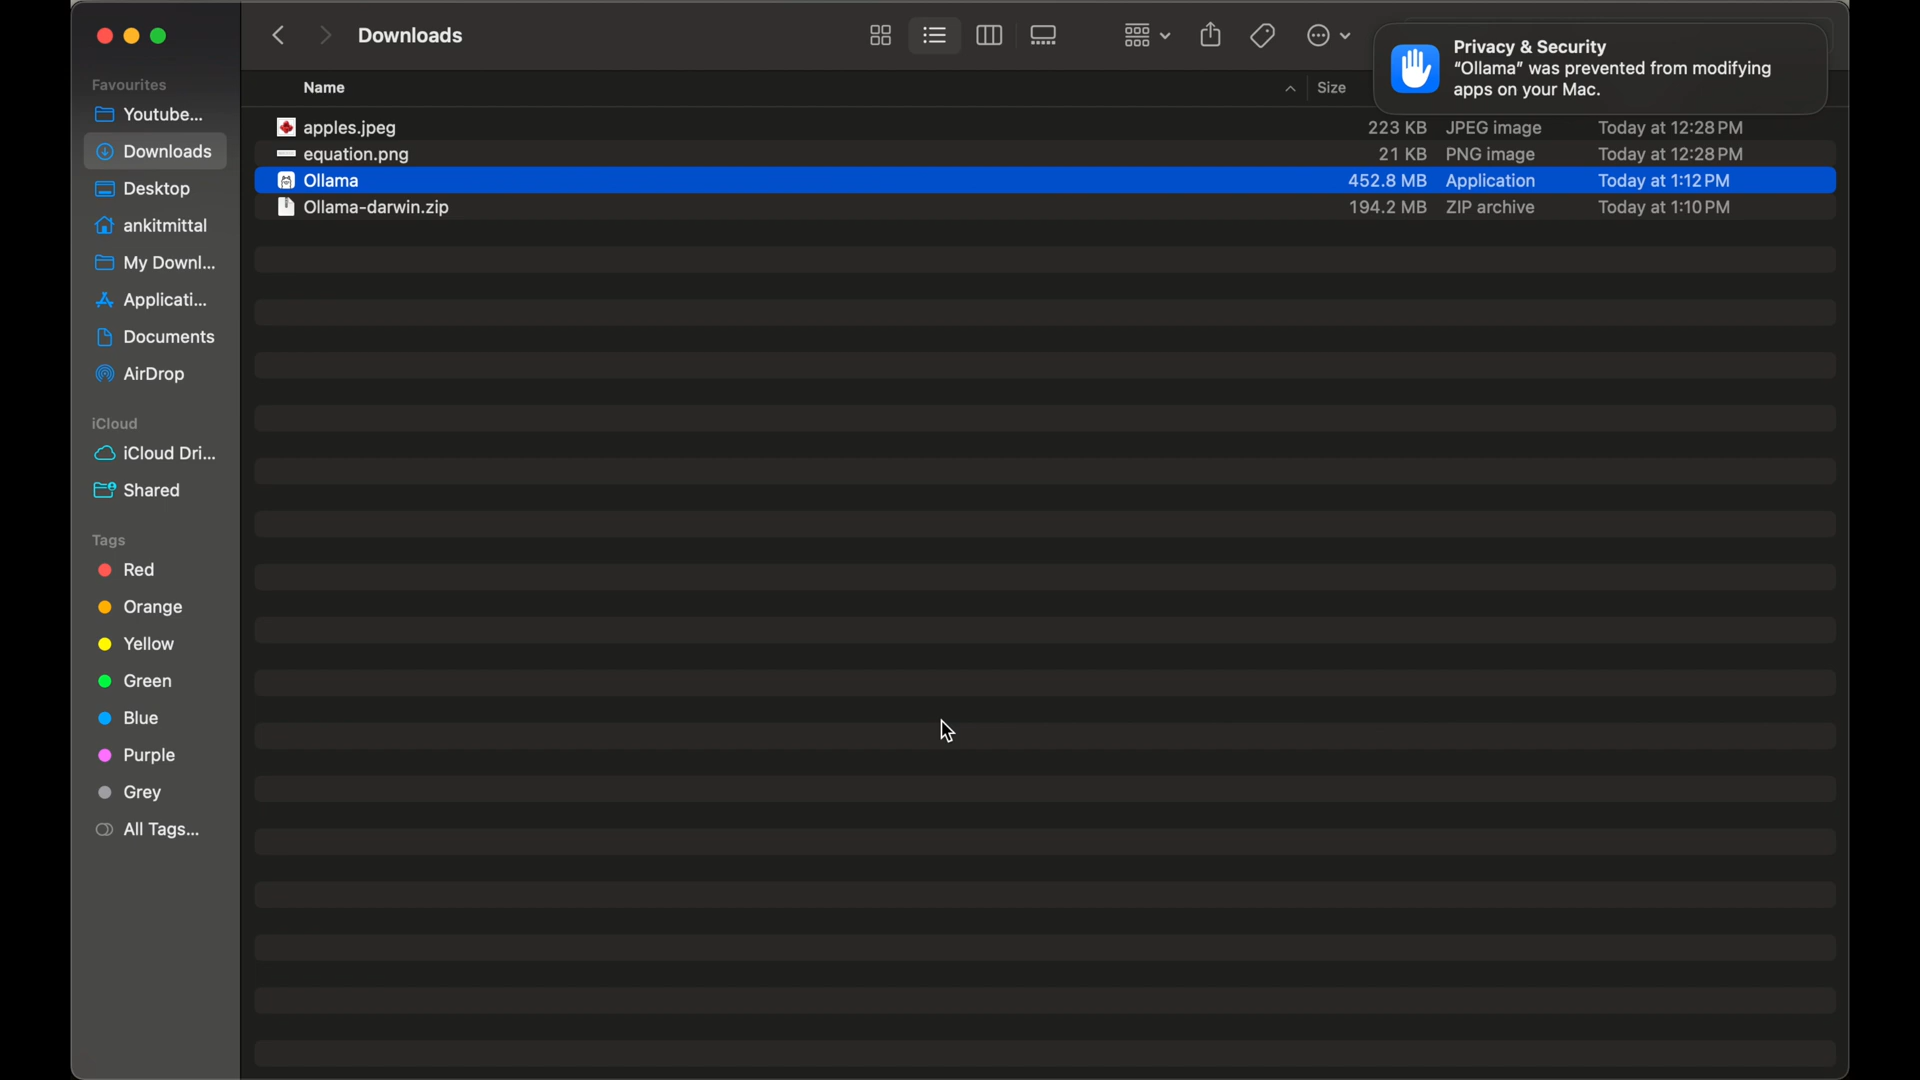 Downloads
Privacy & Security
“Ollama” was prevented from modifying
apps on your Mac.
Favourites
Youtube...
Downloads
Desktop
ankitmittal
My Downl...
Applicati...
Documents
AirDrop
iCloud
iCloud Dri...
Shared
Tags
Red
Orange
Yellow
Green
Blue
Purple
Grey
All Tags...
Name Size
apples.jpeg 223 KB JPEG image Today at 12:28 PM
equation.png 21 KB PNG image Today at 12:28 PM
Ollama 452.8 MB Application Today at 1:12 PM
Ollama-darwin.zip 194.2 MB ZIP archive Today at 1:10 PM